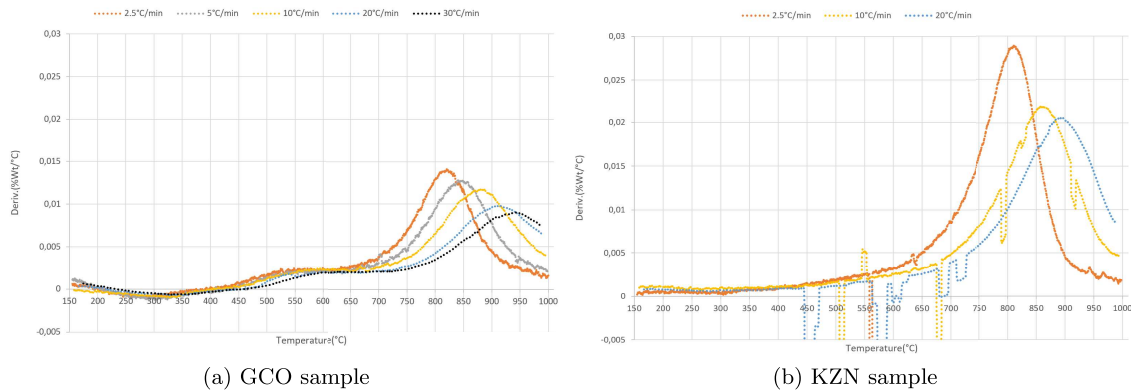 2.5°C/min 5°C/min 10°C/min 20°C/min 30°C/min
0,03
0,025
0,02
0,015
0,01
0,005
0
-0,005
Deriv.(%Wt/°C)
150 200 250 300 350 400 450 500 550 600 650 700 750 800 850 900 950 1000
Temperature(°C)
(a) GCO sample
2.5°C/min 10°C/min 20°C/min
0,03
0,025
0,02
0,015
0,01
0,005
0
-0,005
Deriv.(%Wt/°C)
150 200 250 300 350 400 450 500 550 600 650 700 750 800 850 900 950 1000
Temperature(°C)
(b) KZN sample